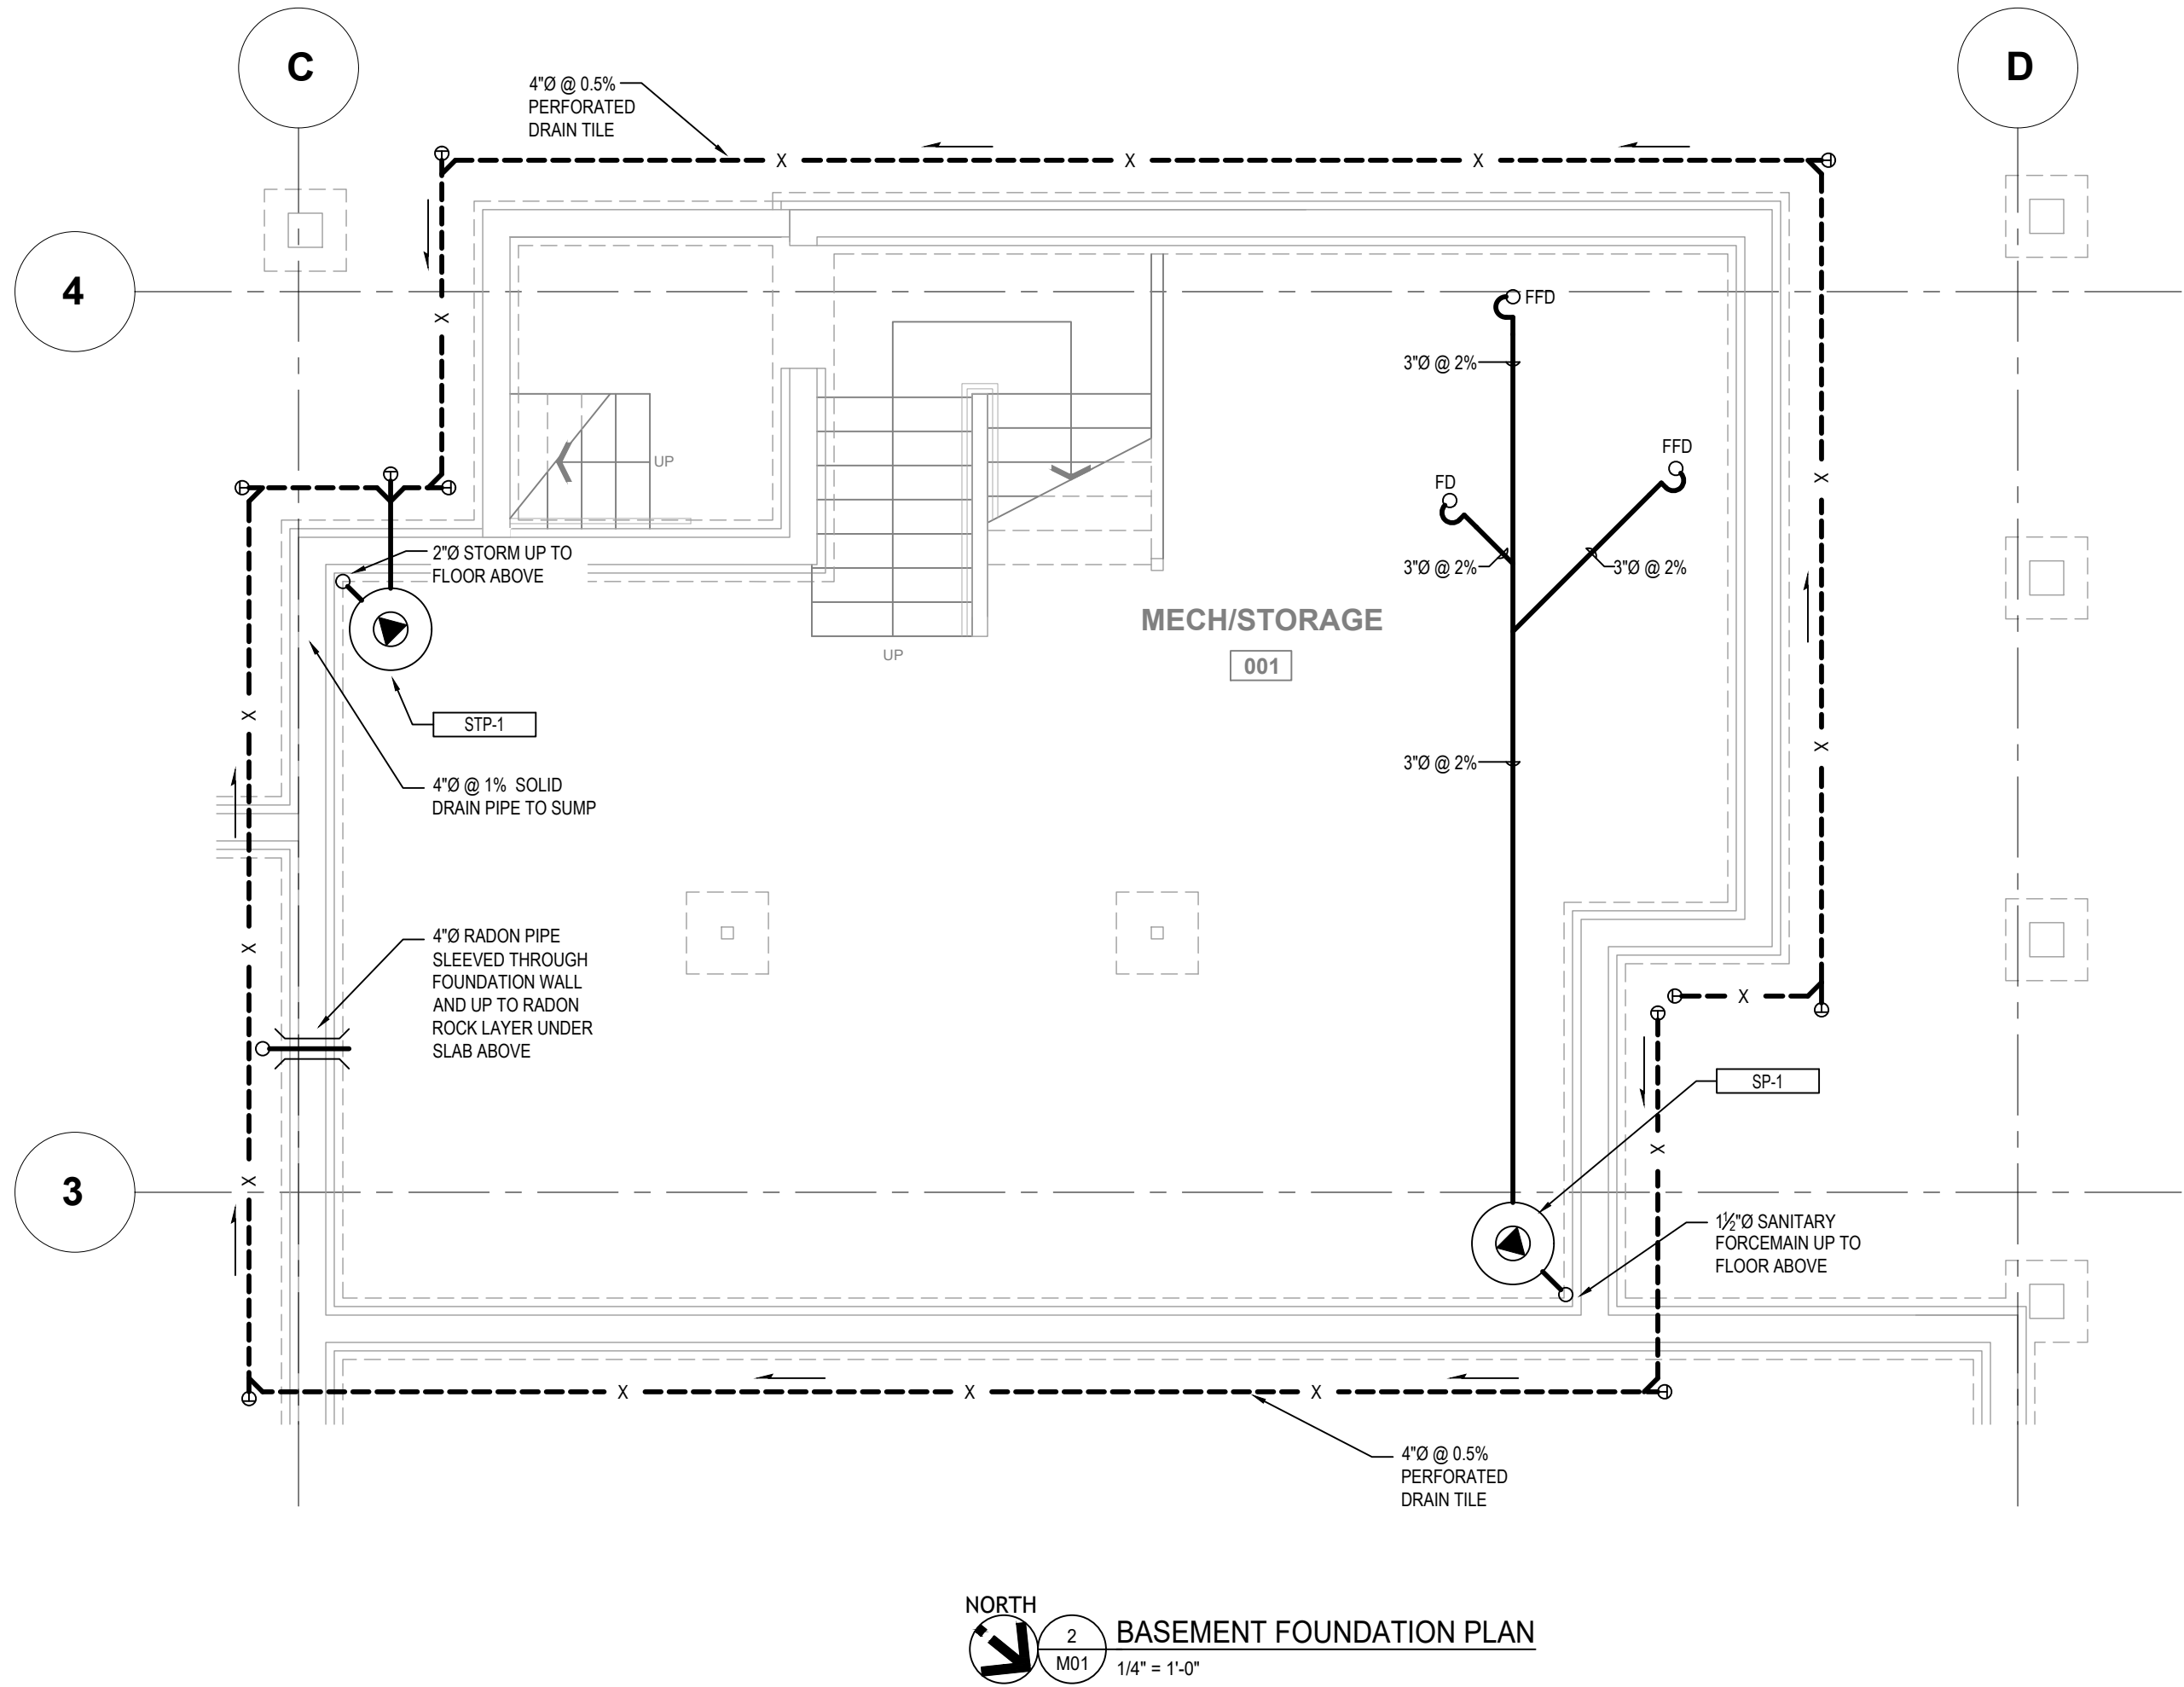 C
D
4"Ø @ 0.5%
PERFORATED
DRAIN TILE
X X X
4
FFD
X
3"Ø @ 2%
FFD
UP
FD
X
2"Ø STORM UP TO
FLOOR ABOVE
3"Ø @ 2%
3"Ø @ 2%
MECH/STORAGE
UP
001
X
STP-1
X
3"Ø @ 2%
4"Ø @ 1% SOLID
DRAIN PIPE TO SUMP
4"Ø RADON PIPE
SLEEVED THROUGH
FOUNDATION WALL
AND UP TO RADON
ROCK LAYER UNDER
SLAB ABOVE
X
X
SP-1
X
X
3
1½"Ø SANITARY
FORCEMAIN UP TO
FLOOR ABOVE
X X X
4"Ø @ 0.5%
PERFORATED
DRAIN TILE
NORTH
2
M01
BASEMENT FOUNDATION PLAN
1/4" = 1'-0"